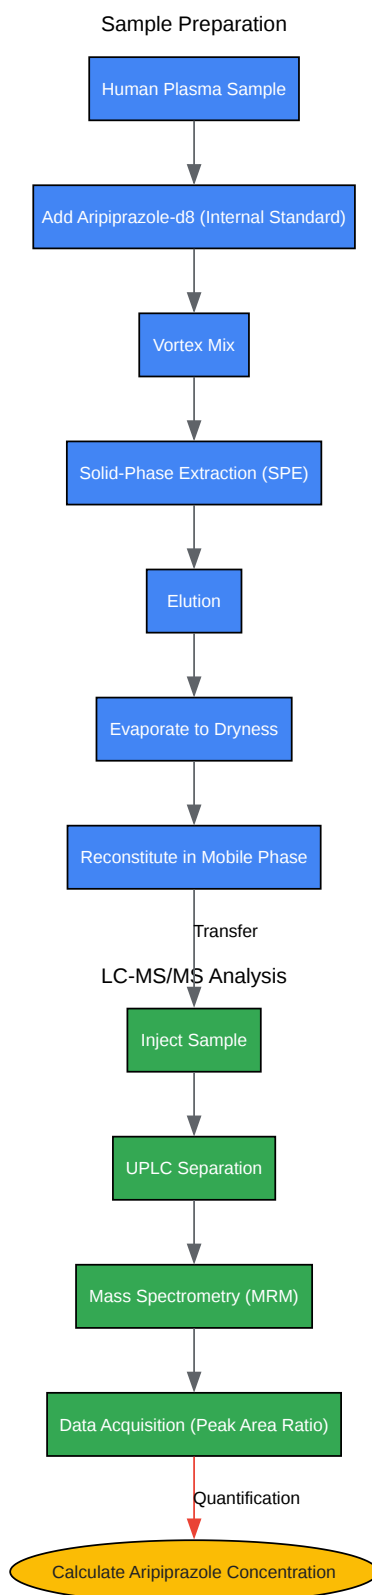 Sample Preparation
Human Plasma Sample
Add Aripiprazole-d8 (Internal Standard)
Vortex Mix
Solid-Phase Extraction (SPE)
Elution
Evaporate to Dryness
Reconstitute in Mobile Phase
Transfer
LC-MS/MS Analysis
Inject Sample
UPLC Separation
Mass Spectrometry (MRM)
Data Acquisition (Peak Area Ratio)
Quantification
Calculate Aripiprazole Concentration